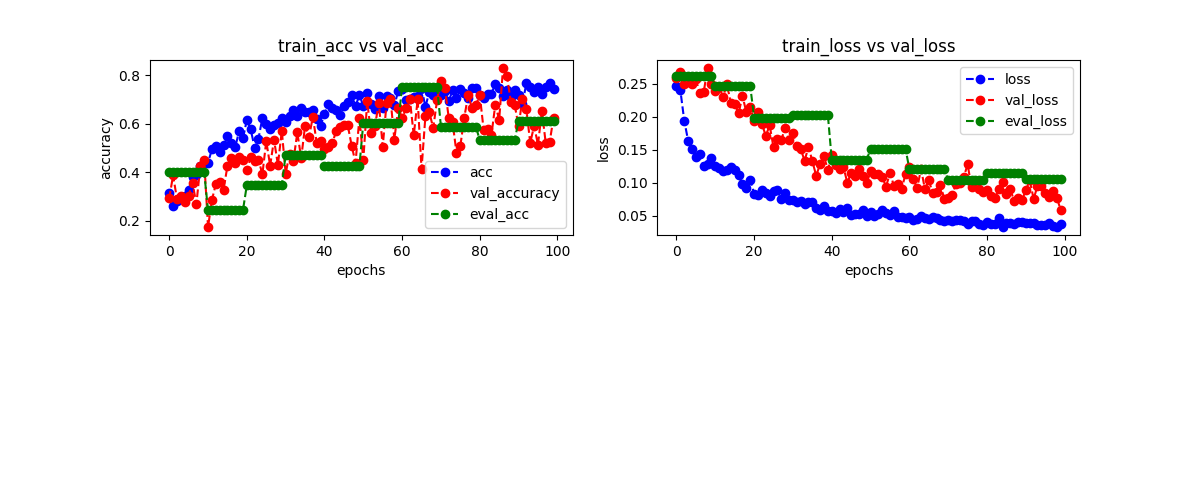 train_acc vs val_acc
accuracy
0.8
0.6
0.4
0.2
0 20 40 60 80 100
epochs
acc
val_accuracy
eval_acc
train_loss vs val_loss
loss
0.25
0.20
0.15
0.10
0.05
0 20 40 60 80 100
epochs
loss
val_loss
eval_loss